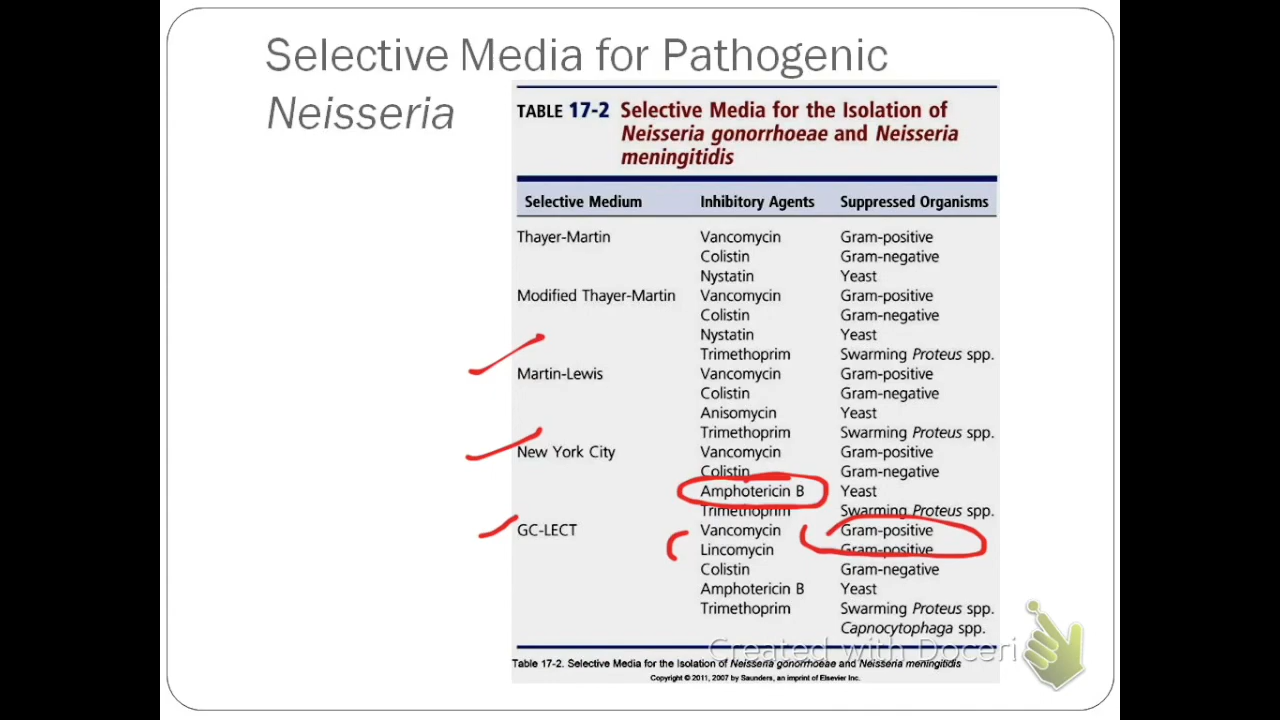 Selective Media for Pathogenic
Neisseria
TABLE 17-2 Selective Media for the Isolation of
Neisseria gonorrhoeae and Neisseria
meningitidis
Selective Medium Inhibitory Agents Suppressed Organisms
Thayer-Martin Vancomycin Gram-positive
Colistin Gram-negative
Nystatin Yeast
Modified Thayer-Martin Vancomycin Gram-positive
Colistin Gram-negative
Nystatin Yeast
Trimethoprim Swarming Proteus spp.
Martin-Lewis Vancomycin Gram-positive
Colistin Gram-negative
Anisomycin Yeast
Trimethoprim Swarming Proteus spp.
New York City Vancomycin Gram-positive
Colistin Gram-negative
Amphotericin B Yeast
Trimethoprim Swarming Proteus spp.
GC-LECT Vancomycin Gram-positive
Lincomycin Gram-positive
Colistin Gram-negative
Amphotericin B Yeast
Trimethoprim Swarming Proteus spp.
Capnocytophaga spp.
Created with Doceri
Table 17-2. Selective Media for the Isolation of Neisseria gonorrhoeae and Neisseria meningitidis
Copyright © 2011, 2007 by Saunders, an imprint of Elsevier Inc.